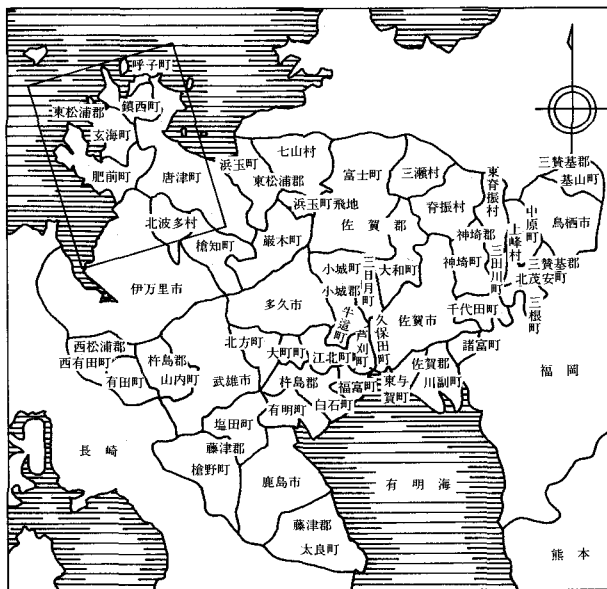 呼子町
東松浦郡
鎮西町
玄海町
肥前町
唐津町
北波多村
浜玉町
七山村
東松浦郡
浜玉町飛地
富士町
三瀬村
佐賀郡
脊振村
東脊振村
神埼郡
神埼町
三田川町
上峰村
中原町
三賛基郡
基山町
鳥栖市
三賛基郡
北茂安町
三根町
槍知町
厳木町
伊万里市
小城町
小城郡
三日月町
大和町
多久市
牛道町
芦刈町
久保田町
佐賀市
千代田町
諸富町
西松浦郡
西有田町
有田町
杵島郡
山内町
武雄市
北方町
大町町
江北町
杵島郡
福富町
白石町
有明町
東与賀町
佐賀郡
川副町
福岡
塩田町
藤津郡
槍野町
鹿島市
藤津郡
太良町
長崎
有明海
熊本